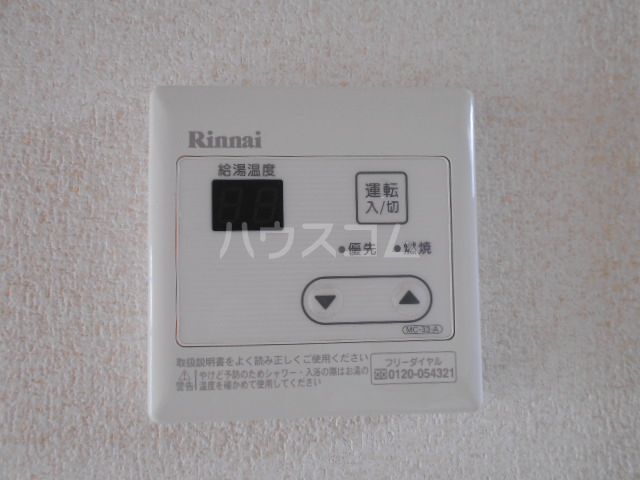 Rinnai
給湯温度
運転
入/切
ハウスコム
優先
燃焼
▼ ▲
MC-33-A
取扱説明書をよく読み正しくご使用ください
フリーダイヤル
0120-054321
警告 やけど予防のためシャワー・入浴の際はお湯の
温度を確かめて使用してください